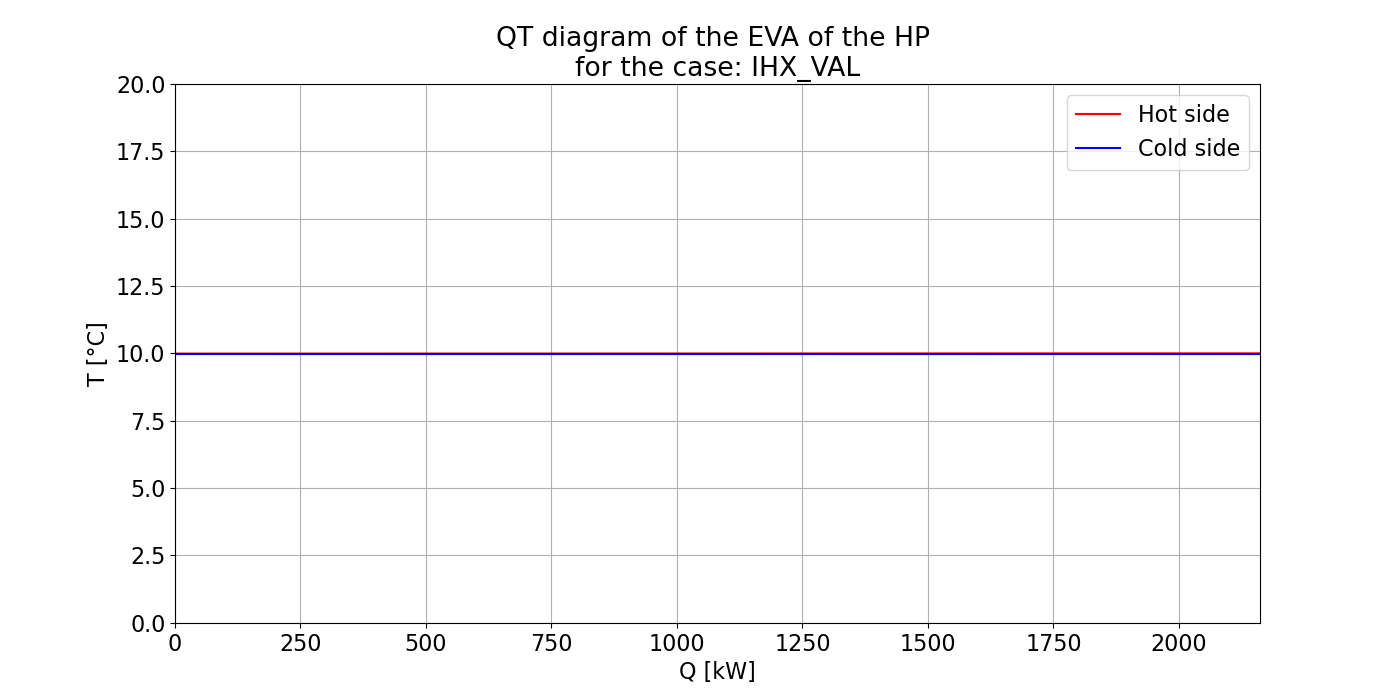 QT diagram of the EVA of the HP
for the case: IHX_VAL
20.0
17.5
15.0
12.5
10.0
7.5
5.0
2.5
0.0
T [°C]
Hot side
Cold side
0 250 500 750 1000 1250 1500 1750 2000
Q [kW]